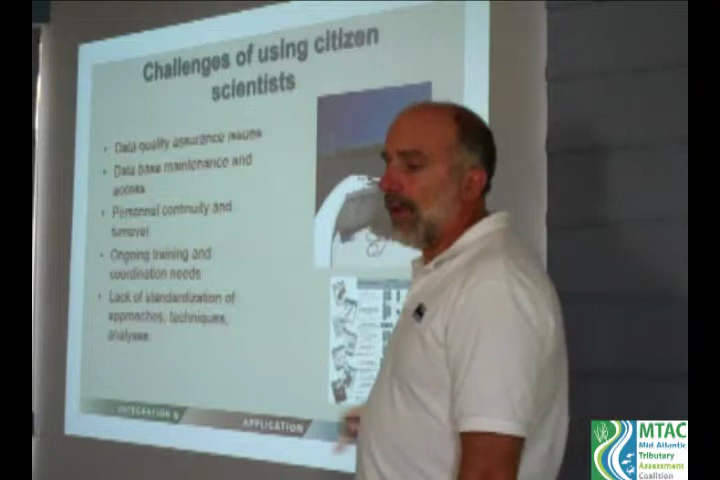 Challenges of using citizen
scientists
• Data quality assurance issues
• Data base maintenance and
access
• Personnel continuity and
turnover
• Ongoing training and
coordination needs
• Lack of standardization of
approaches, techniques,
analyses
INTEGRATION &
APPLICATION
MTAC
Mid Atlantic
Tributary
Assessment
Coalition